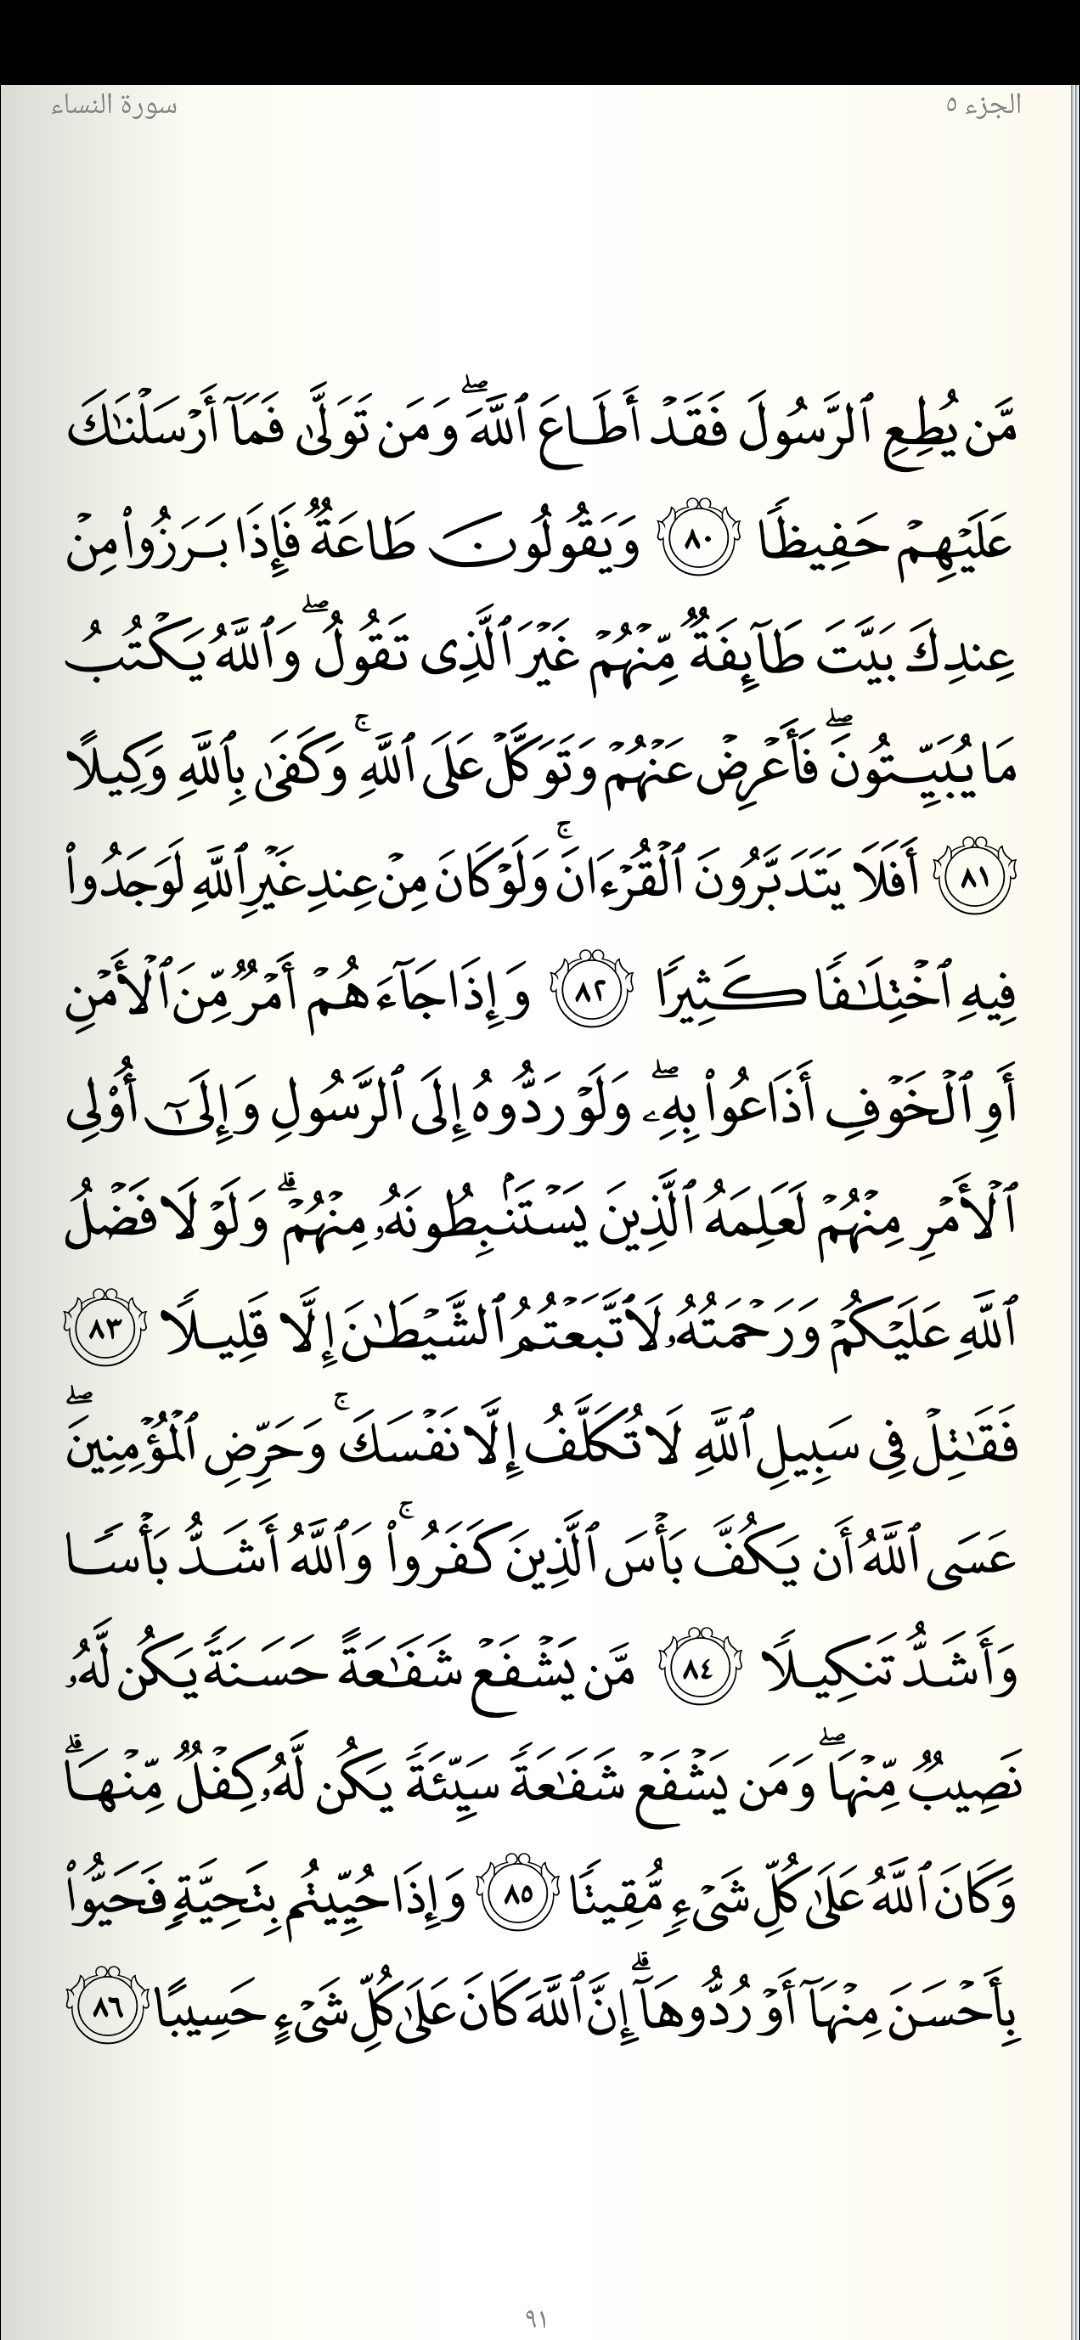 الجزء ٥
سورة النساء
مَّن يُطِعِ ٱلرَّسُولَ فَقَدۡ أَطَاعَ ٱللَّهَۖ وَمَن تَوَلَّىٰ فَمَآ أَرۡسَلۡنَٰكَ
عَلَيۡهِمۡ حَفِيظٗا ٨٠ وَيَقُولُونَ طَاعَةٞ فَإِذَا بَرَزُواْ مِنۡ
عِندِكَ بَيَّتَ طَآئِفَةٞ مِّنۡهُمۡ غَيۡرَ ٱلَّذِي تَقُولُۖ وَٱللَّهُ يَكۡتُبُ
مَا يُبَيِّتُونَۖ فَأَعۡرِضۡ عَنۡهُمۡ وَتَوَكَّلۡ عَلَى ٱللَّهِۚ وَكَفَىٰ بِٱللَّهِ وَكِيلًا
٨١ أَفَلَا يَتَدَبَّرُونَ ٱلۡقُرۡءَانَۚ وَلَوۡ كَانَ مِنۡ عِندِ غَيۡرِ ٱللَّهِ لَوَجَدُواْ
فِيهِ ٱخۡتِلَٰفٗا كَثِيرٗا ٨٢ وَإِذَا جَآءَهُمۡ أَمۡرٞ مِّنَ ٱلۡأَمۡنِ
أَوِ ٱلۡخَوۡفِ أَذَاعُواْ بِهِۦۖ وَلَوۡ رَدُّوهُ إِلَى ٱلرَّسُولِ وَإِلَىٰٓ أُوْلِي
ٱلۡأَمۡرِ مِنۡهُمۡ لَعَلِمَهُ ٱلَّذِينَ يَسۡتَنۢبِطُونَهُۥ مِنۡهُمۡۗ وَلَوۡلَا فَضۡلُ
ٱللَّهِ عَلَيۡكُمۡ وَرَحۡمَتُهُۥ لَٱتَّبَعۡتُمُ ٱلشَّيۡطَٰنَ إِلَّا قَلِيلٗا ٨٣
فَقَٰتِلۡ فِي سَبِيلِ ٱللَّهِ لَا تُكَلَّفُ إِلَّا نَفۡسَكَۚ وَحَرِّضِ ٱلۡمُؤۡمِنِينَۖ
عَسَى ٱللَّهُ أَن يَكُفَّ بَأۡسَ ٱلَّذِينَ كَفَرُواْۚ وَٱللَّهُ أَشَدُّ بَأۡسٗا
وَأَشَدُّ تَنكِيلٗا ٨٤ مَّن يَشۡفَعۡ شَفَٰعَةً حَسَنَةٗ يَكُن لَّهُۥ
نَصِيبٞ مِّنۡهَاۖ وَمَن يَشۡفَعۡ شَفَٰعَةٗ سَيِّئَةٗ يَكُن لَّهُۥ كِفۡلٞ مِّنۡهَاۗ
وَكَانَ ٱللَّهُ عَلَىٰ كُلِّ شَيۡءٖ مُّقِيتٗا ٨٥ وَإِذَا حُيِّيتُم بِتَحِيَّةٖ فَحَيُّواْ
بِأَحۡسَنَ مِنۡهَآ أَوۡ رُدُّوهَآۗ إِنَّ ٱللَّهَ كَانَ عَلَىٰ كُلِّ شَيۡءٍ حَسِيبًا ٨٦
٩١